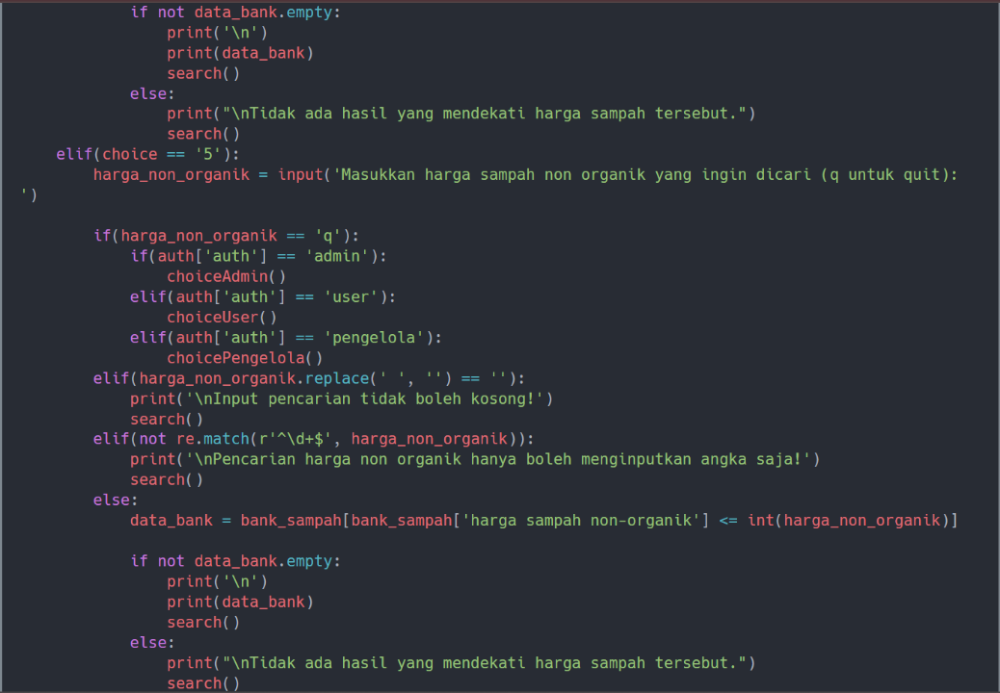 if not data_bank.empty:
print('\n')
print(data_bank)
search()
else:
print("\nTidak ada hasil yang mendekati harga sampah tersebut.")
search()
elif(choice == '5'):
harga_non_organik = input('Masukkan harga sampah non organik yang ingin dicari (q untuk quit):
')
if(harga_non_organik == 'q'):
if(auth['auth'] == 'admin'):
choiceAdmin()
elif(auth['auth'] == 'user'):
choiceUser()
elif(auth['auth'] == 'pengelola'):
choicePengelola()
elif(harga_non_organik.replace(' ', '') == ''):
print('\nInput pencarian tidak boleh kosong!')
search()
elif(not re.match(r'^\d+$', harga_non_organik)):
print('\nPencarian harga non organik hanya boleh menginputkan angka saja!')
search()
else:
data_bank = bank_sampah[bank_sampah['harga sampah non-organik'] <= int(harga_non_organik)]
if not data_bank.empty:
print('\n')
print(data_bank)
search()
else:
print("\nTidak ada hasil yang mendekati harga sampah tersebut.")
search()